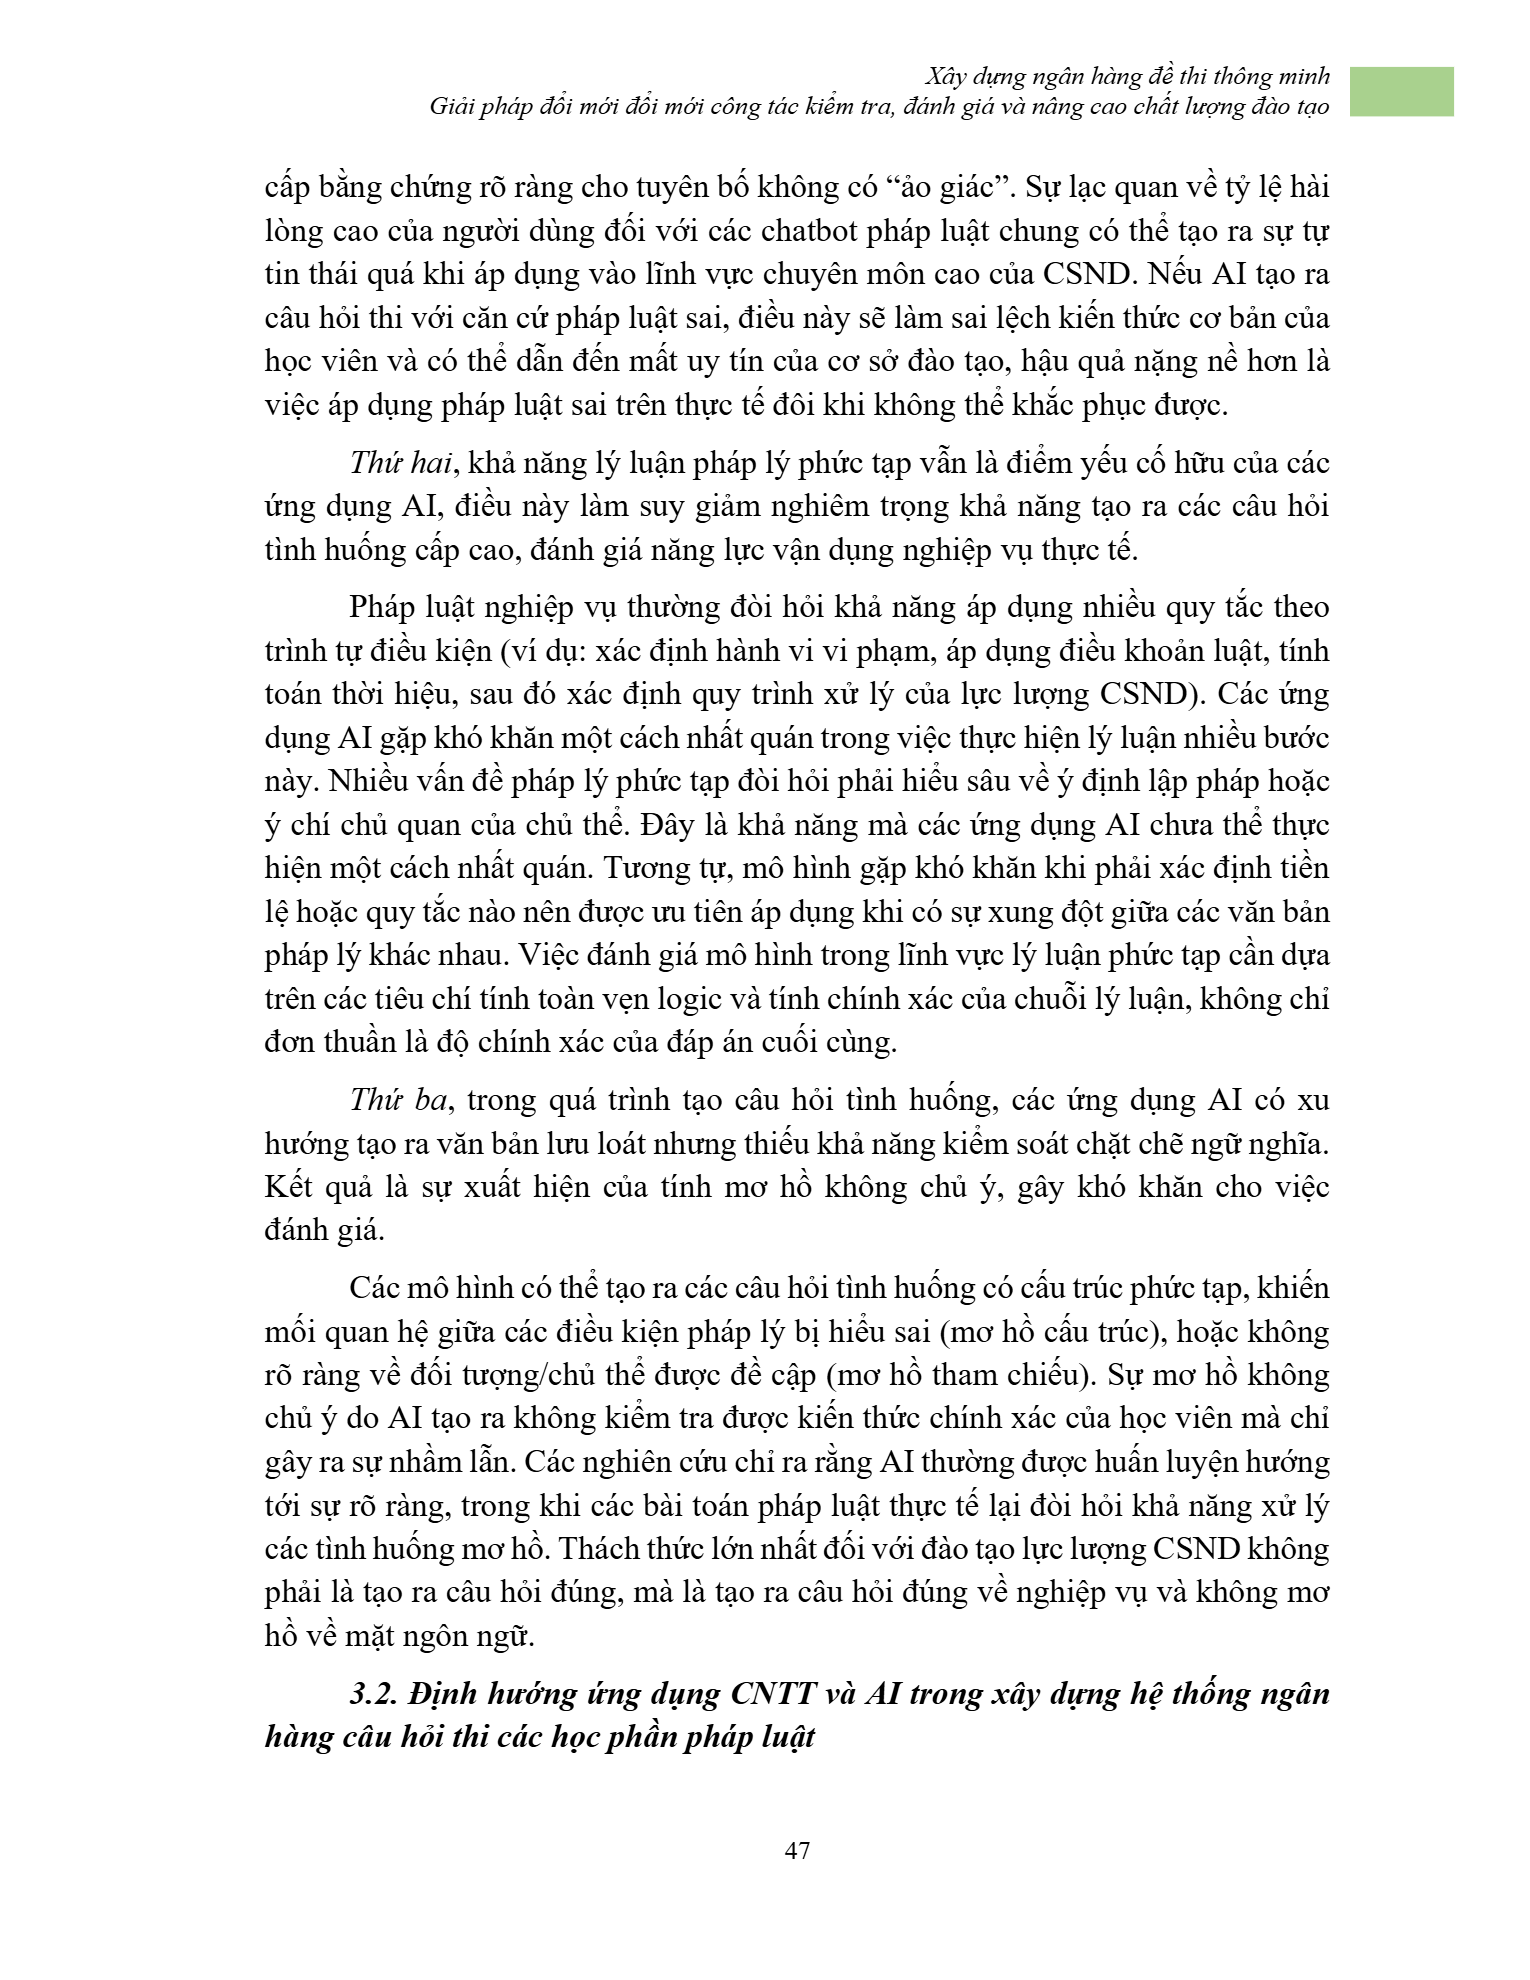 Xây dựng ngân hàng đề thi thông minh
Giải pháp đổi mới đổi mới công tác kiểm tra, đánh giá và nâng cao chất lượng đào tạo
cấp bằng chứng rõ ràng cho tuyên bố không có “ảo giác”. Sự lạc quan về tỷ lệ hài
lòng cao của người dùng đối với các chatbot pháp luật chung có thể tạo ra sự tự
tin thái quá khi áp dụng vào lĩnh vực chuyên môn cao của CSND. Nếu AI tạo ra
câu hỏi thi với căn cứ pháp luật sai, điều này sẽ làm sai lệch kiến thức cơ bản của
học viên và có thể dẫn đến mất uy tín của cơ sở đào tạo, hậu quả nặng nề hơn là
việc áp dụng pháp luật sai trên thực tế đôi khi không thể khắc phục được.
Thứ hai, khả năng lý luận pháp lý phức tạp vẫn là điểm yếu cố hữu của các
ứng dụng AI, điều này làm suy giảm nghiêm trọng khả năng tạo ra các câu hỏi
tình huống cấp cao, đánh giá năng lực vận dụng nghiệp vụ thực tế.
Pháp luật nghiệp vụ thường đòi hỏi khả năng áp dụng nhiều quy tắc theo
trình tự điều kiện (ví dụ: xác định hành vi vi phạm, áp dụng điều khoản luật, tính
toán thời hiệu, sau đó xác định quy trình xử lý của lực lượng CSND). Các ứng
dụng AI gặp khó khăn một cách nhất quán trong việc thực hiện lý luận nhiều bước
này. Nhiều vấn đề pháp lý phức tạp đòi hỏi phải hiểu sâu về ý định lập pháp hoặc
ý chí chủ quan của chủ thể. Đây là khả năng mà các ứng dụng AI chưa thể thực
hiện một cách nhất quán. Tương tự, mô hình gặp khó khăn khi phải xác định tiền
lệ hoặc quy tắc nào nên được ưu tiên áp dụng khi có sự xung đột giữa các văn bản
pháp lý khác nhau. Việc đánh giá mô hình trong lĩnh vực lý luận phức tạp cần dựa
trên các tiêu chí tính toàn vẹn logic và tính chính xác của chuỗi lý luận, không chỉ
đơn thuần là độ chính xác của đáp án cuối cùng.
Thứ ba, trong quá trình tạo câu hỏi tình huống, các ứng dụng AI có xu
hướng tạo ra văn bản lưu loát nhưng thiếu khả năng kiểm soát chặt chẽ ngữ nghĩa.
Kết quả là sự xuất hiện của tính mơ hồ không chủ ý, gây khó khăn cho việc
đánh giá.
Các mô hình có thể tạo ra các câu hỏi tình huống có cấu trúc phức tạp, khiến
mối quan hệ giữa các điều kiện pháp lý bị hiểu sai (mơ hồ cấu trúc), hoặc không
rõ ràng về đối tượng/chủ thể được đề cập (mơ hồ tham chiếu). Sự mơ hồ không
chủ ý do AI tạo ra không kiểm tra được kiến thức chính xác của học viên mà chỉ
gây ra sự nhầm lẫn. Các nghiên cứu chỉ ra rằng AI thường được huấn luyện hướng
tới sự rõ ràng, trong khi các bài toán pháp luật thực tế lại đòi hỏi khả năng xử lý
các tình huống mơ hồ. Thách thức lớn nhất đối với đào tạo lực lượng CSND không
phải là tạo ra câu hỏi đúng, mà là tạo ra câu hỏi đúng về nghiệp vụ và không mơ
hồ về mặt ngôn ngữ.
3.2. Định hướng ứng dụng CNTT và AI trong xây dựng hệ thống ngân
hàng câu hỏi thi các học phần pháp luật
47